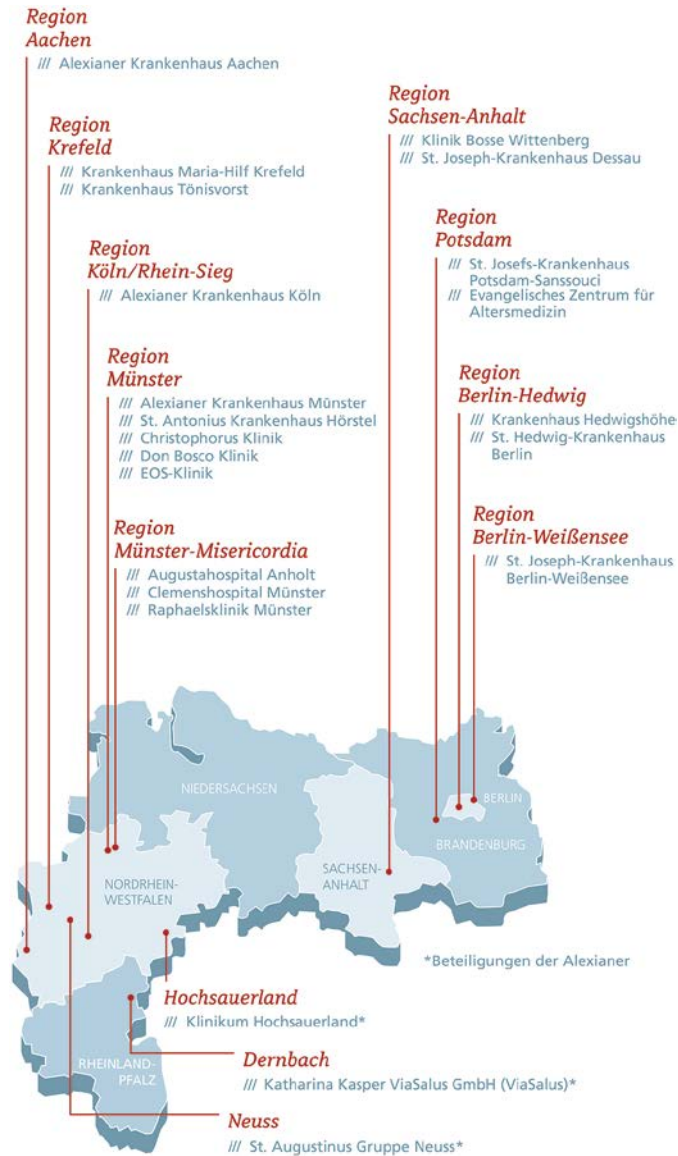 Region
Aachen
/// Alexianer Krankenhaus Aachen
Region
Krefeld
/// Krankenhaus Maria-Hilf Krefeld
/// Krankenhaus Tönisvorst
Region
Köln/Rhein-Sieg
/// Alexianer Krankenhaus Köln
Region
Münster
/// Alexianer Krankenhaus Münster
/// St. Antonius Krankenhaus Hörstel
/// Christophorus Klinik
/// Don Bosco Klinik
/// EOS-Klinik
Region
Münster-Misericordia
/// Augustahospital Anholt
/// Clemenshospital Münster
/// Raphaelsklinik Münster
Region
Sachsen-Anhalt
/// Klinik Bosse Wittenberg
/// St. Joseph-Krankenhaus Dessau
Region
Potsdam
/// St. Josefs-Krankenhaus
Potsdam-Sanssouci
/// Evangelisches Zentrum für
Altersmedizin
Region
Berlin-Hedwig
/// Krankenhaus Hedwigshöhe
/// St. Hedwig-Krankenhaus
Berlin
Region
Berlin-Weißensee
/// St. Joseph-Krankenhaus
Berlin-Weißensee
NIEDERSACHSEN
BERLIN
BRANDENBURG
SACHSEN-
ANHALT
NORDRHEIN-
WESTFALEN
RHEINLAND-
PFALZ
*Beteiligungen der Alexianer
Hochsauerland
/// Klinikum Hochsauerland*
Dernbach
/// Katharina Kasper ViaSalus GmbH (ViaSalus)*
Neuss
/// St. Augustinus Gruppe Neuss*